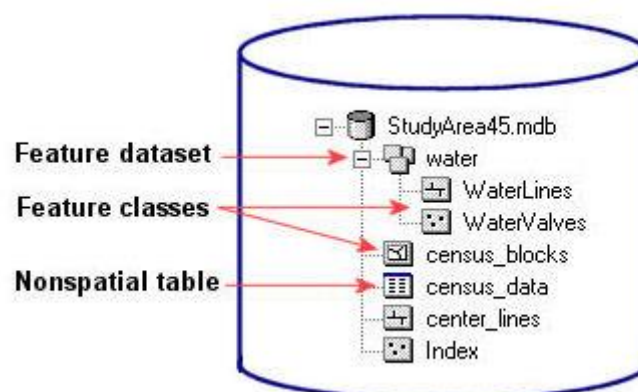 StudyArea45.mdb
Feature dataset
water
WaterLines
Feature classes
WaterValves
census_blocks
Nonspatial table
census_data
center_lines
Index